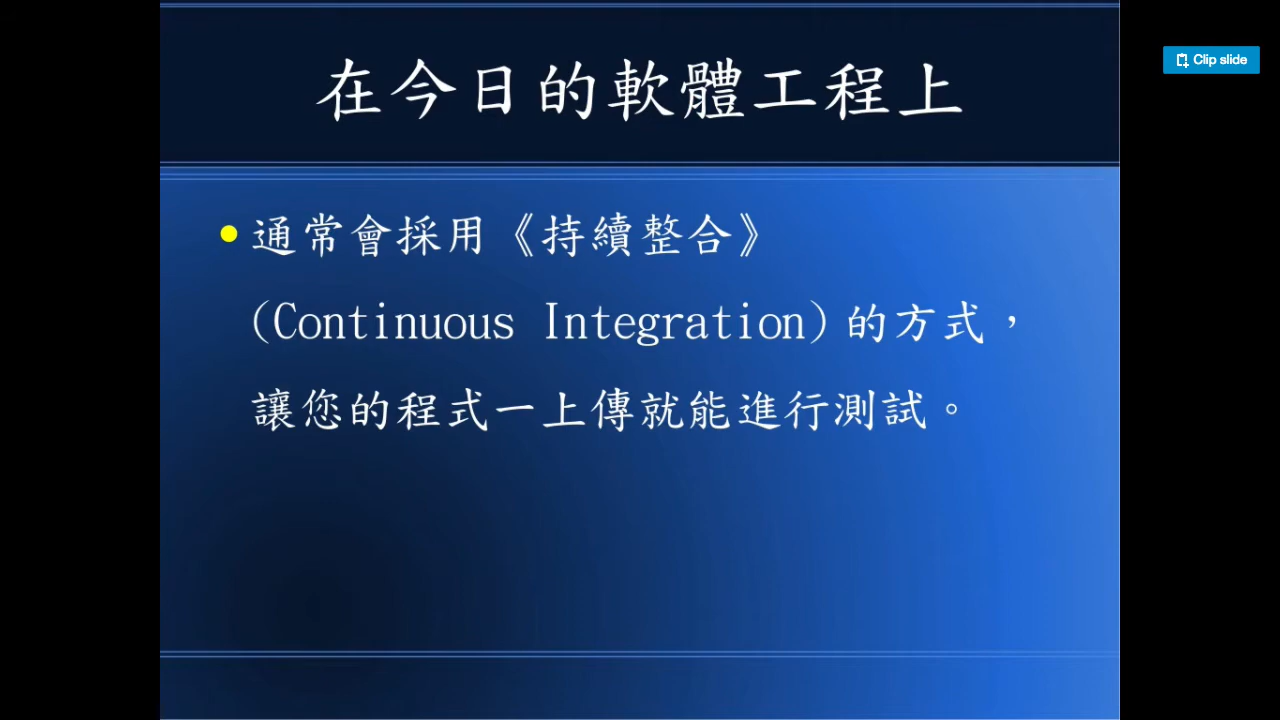 Clip slide
在今日的軟體工程上
通常會採用《持續整合》
(Continuous Integration) 的方式，
讓您的程式一上傳就能進行測試。